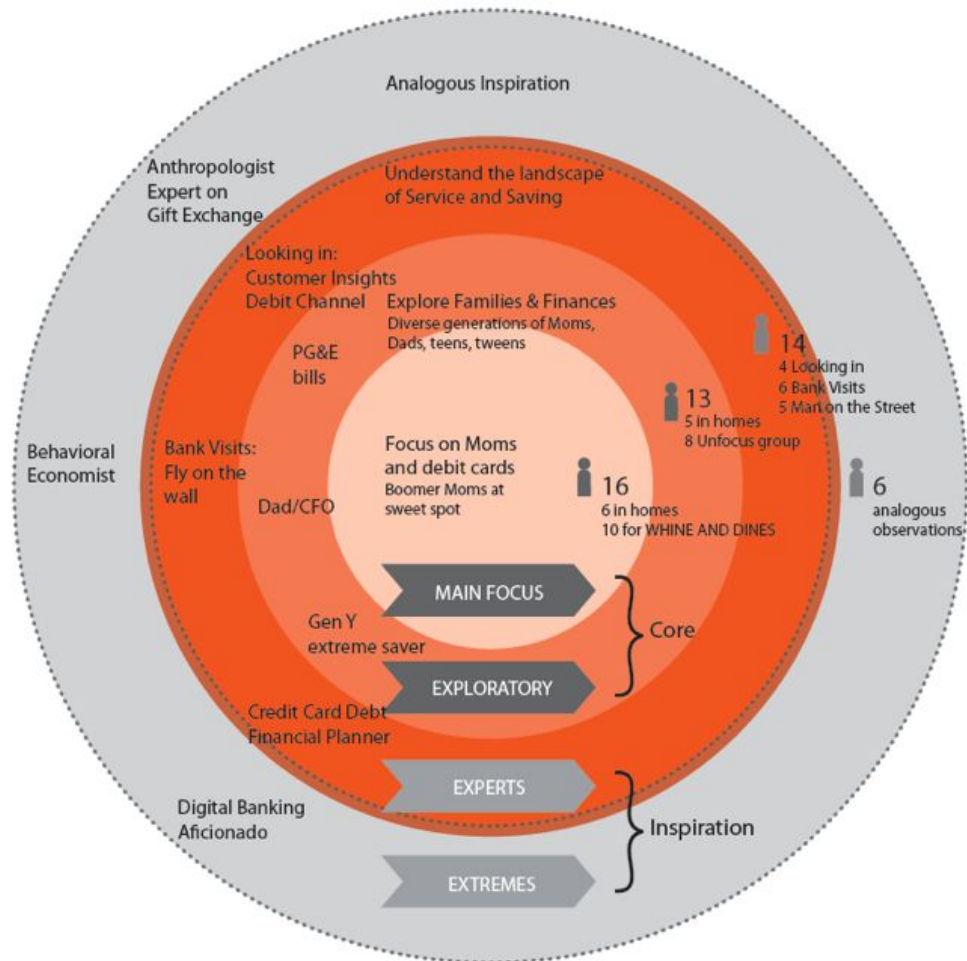 Analogous Inspiration
Anthropologist
Expert on
Gift Exchange
Understand the landscape
of Service and Saving
Looking in:
Customer Insights
Debit Channel
Explore Families & Finances
Diverse generations of Moms,
Dads, teens, tweens
PG&E
bills
14
4 Looking in
6 Bank Visits
5 Man on the Street
13
5 in homes
8 Unfocus group
Behavioral
Economist
Bank Visits:
Fly on the
wall
Focus on Moms
and debit cards
Boomer Moms at
sweet spot
Dad/CFO
16
6 in homes
10 for WHINE AND DINES
6
analogous
observations
MAIN FOCUS
Gen Y
extreme saver
Core
EXPLORATORY
Credit Card Debt
Financial Planner
EXPERTS
Digital Banking
Aficionado
Inspiration
EXTREMES